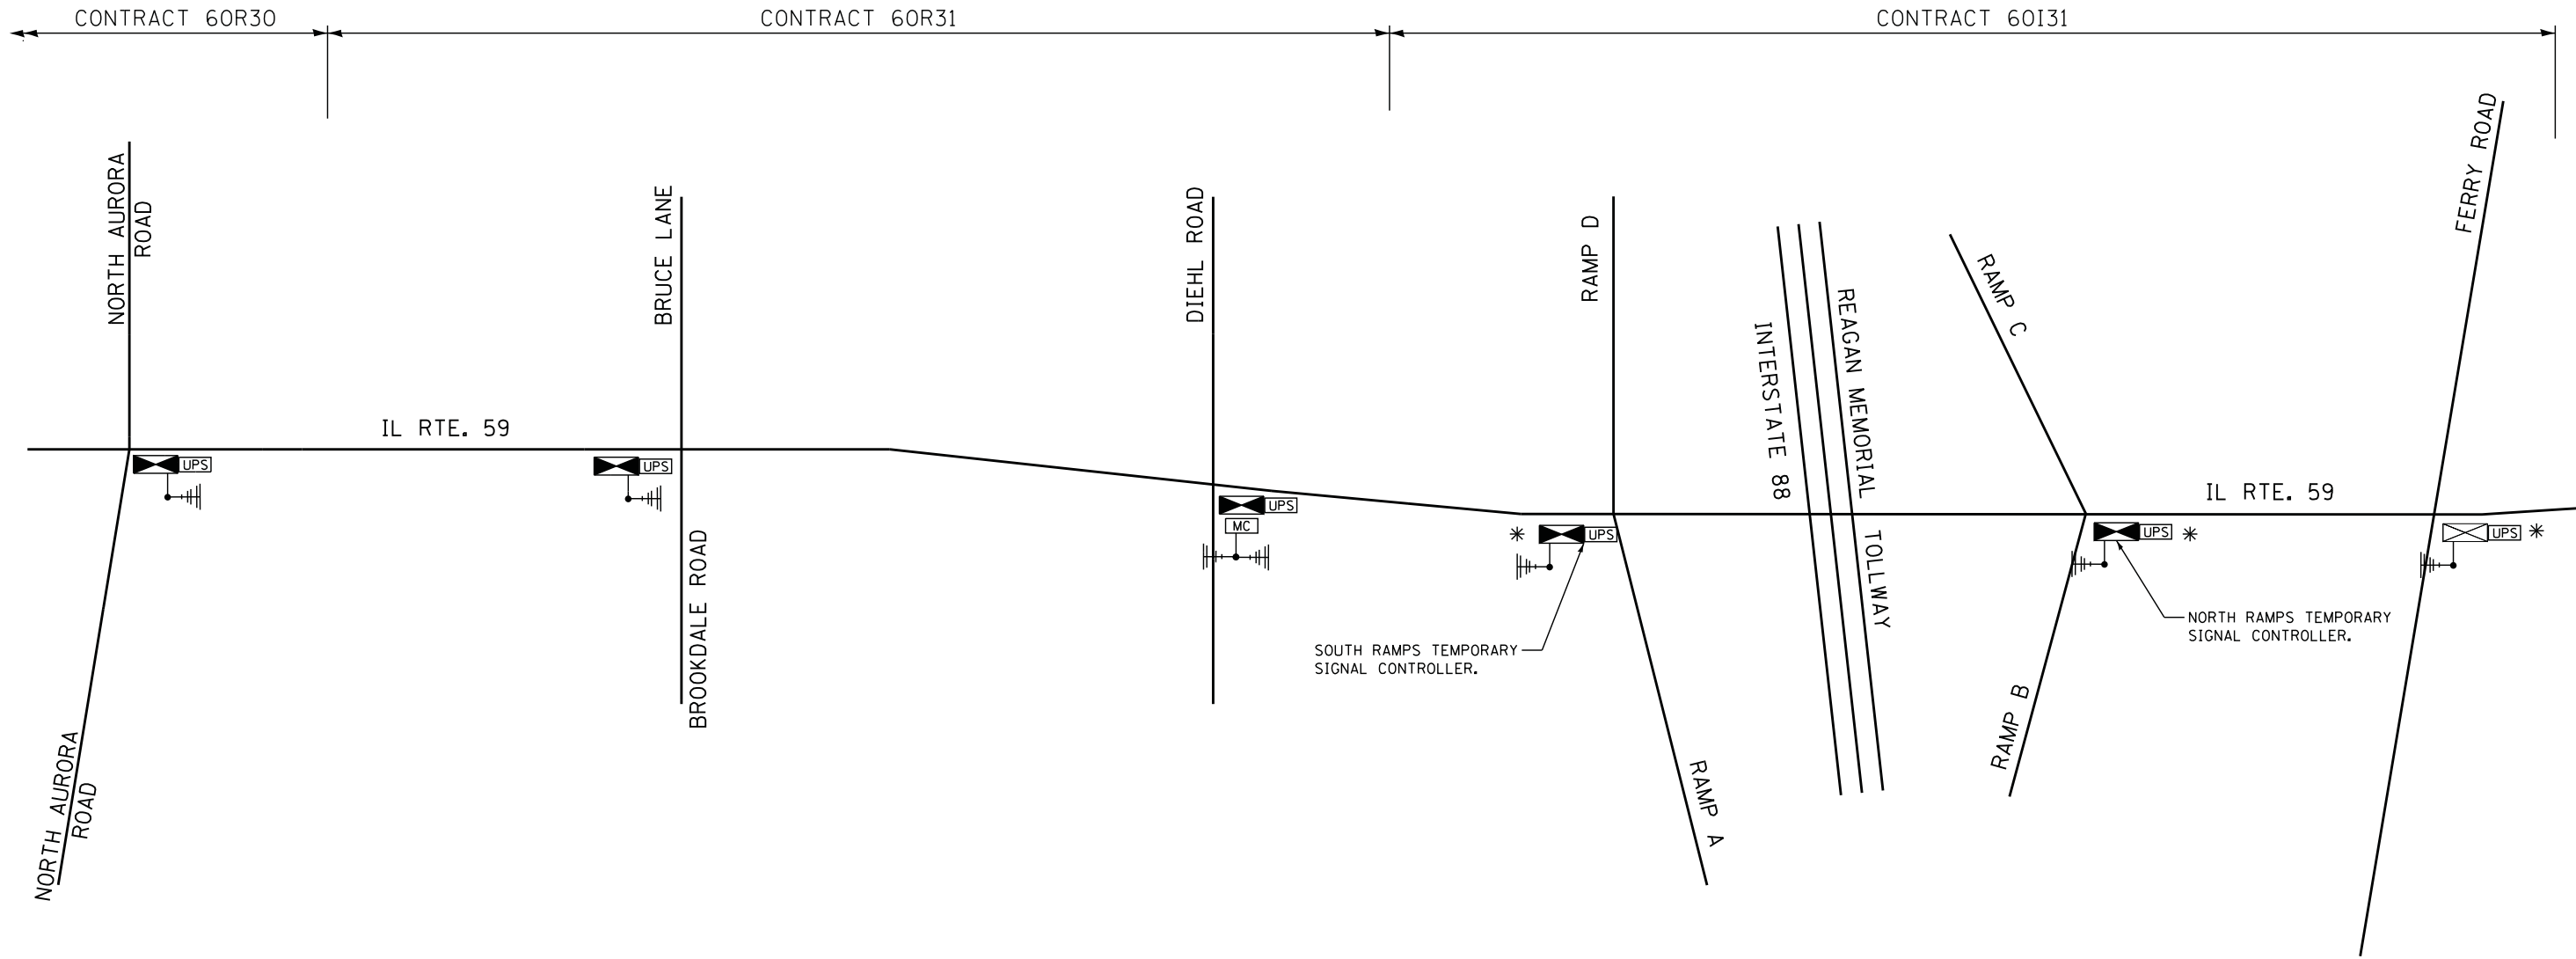 CONTRACT 60R30
CONTRACT 60R31
CONTRACT 60I31
NORTH AURORA
ROAD
BRUCE LANE
DIEHL ROAD
RAMP D
INTERSTATE 88
REAGAN MEMORIAL
TOLLWAY
RAMP C
FERRY ROAD
IL RTE. 59
IL RTE. 59
UPS
UPS
UPS
MC
* UPS
UPS *
UPS *
BROOKDALE ROAD
SOUTH RAMPS TEMPORARY
SIGNAL CONTROLLER.
NORTH RAMPS TEMPORARY
SIGNAL CONTROLLER.
NORTH AURORA
ROAD
RAMP A
RAMP B